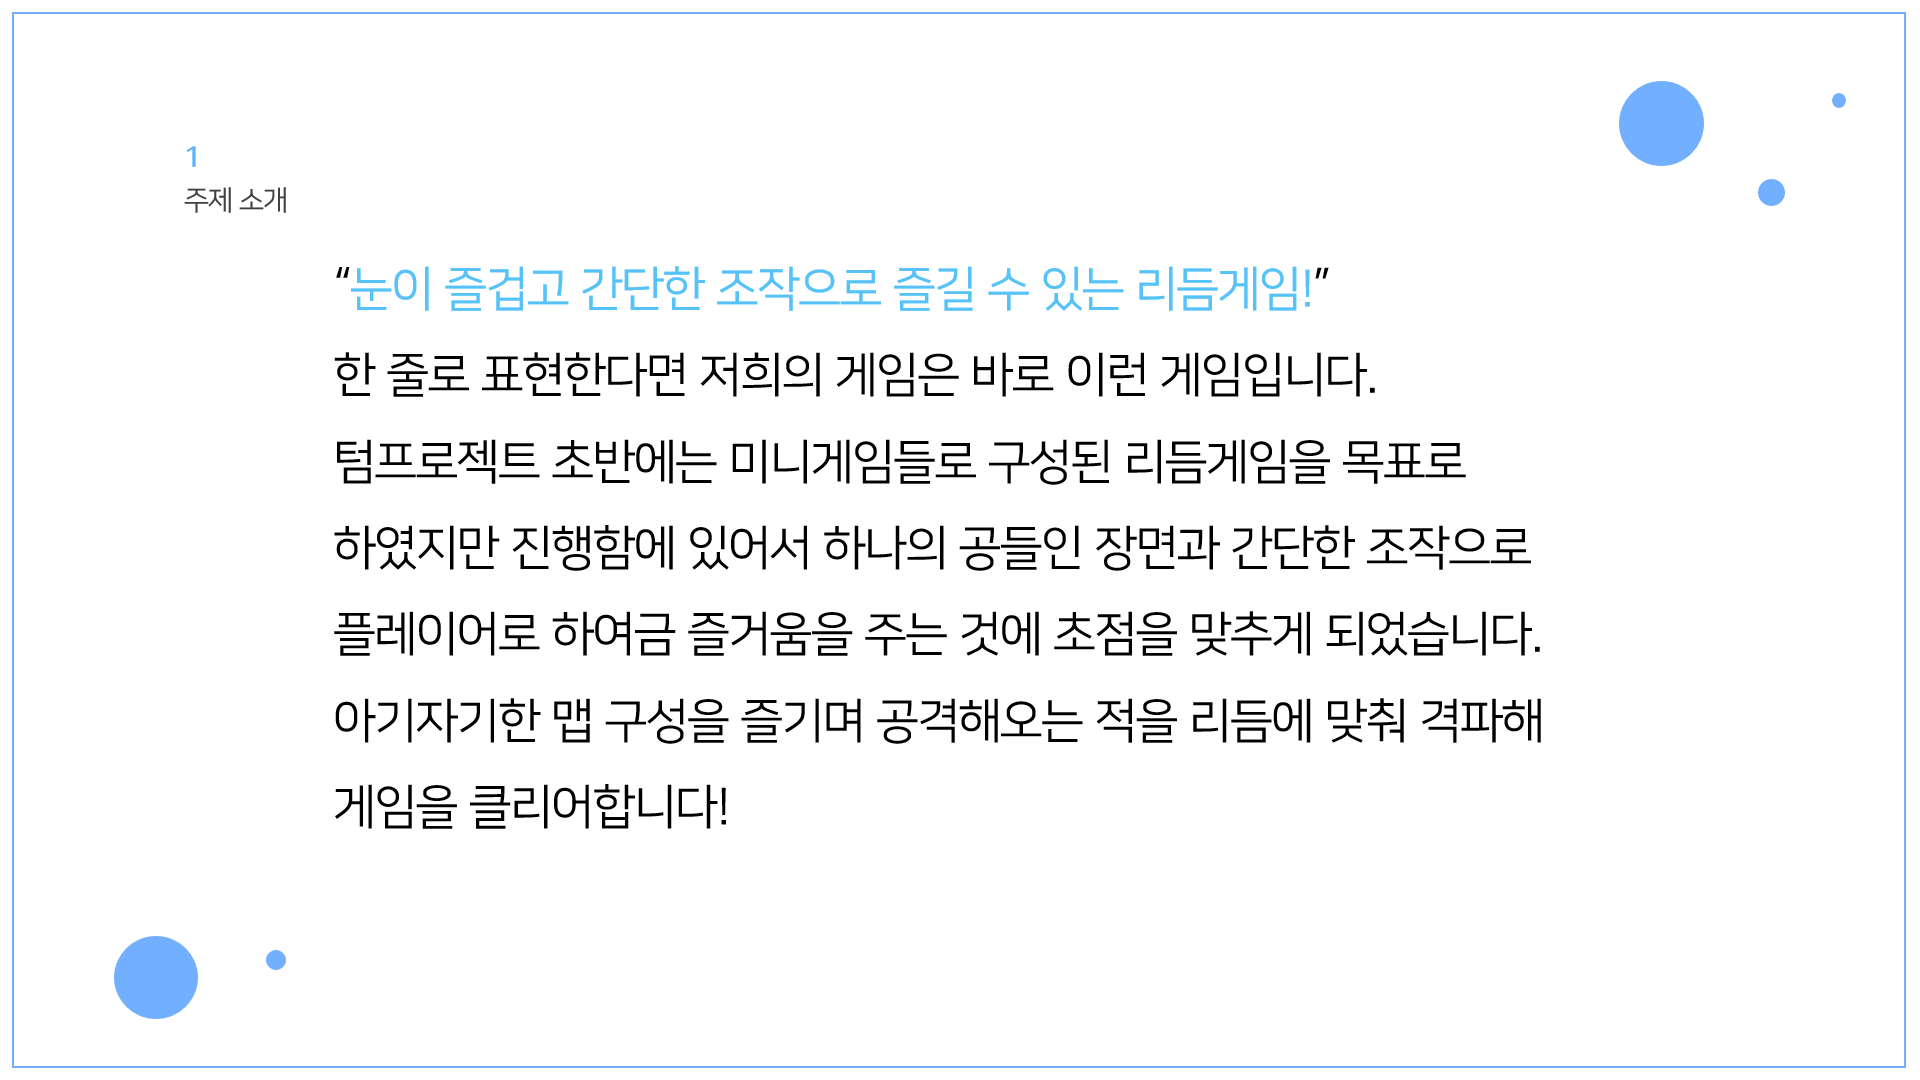 1
주제 소개
“눈이 즐겁고 간단한 조작으로 즐길 수 있는 리듬게임!”
한 줄로 표현한다면 저희의 게임은 바로 이런 게임입니다.
텀프로젝트 초반에는 미니게임들로 구성된 리듬게임을 목표로
하였지만 진행함에 있어서 하나의 공들인 장면과 간단한 조작으로
플레이어로 하여금 즐거움을 주는 것에 초점을 맞추게 되었습니다.
아기자기한 맵 구성을 즐기며 공격해오는 적을 리듬에 맞춰 격파해
게임을 클리어합니다!